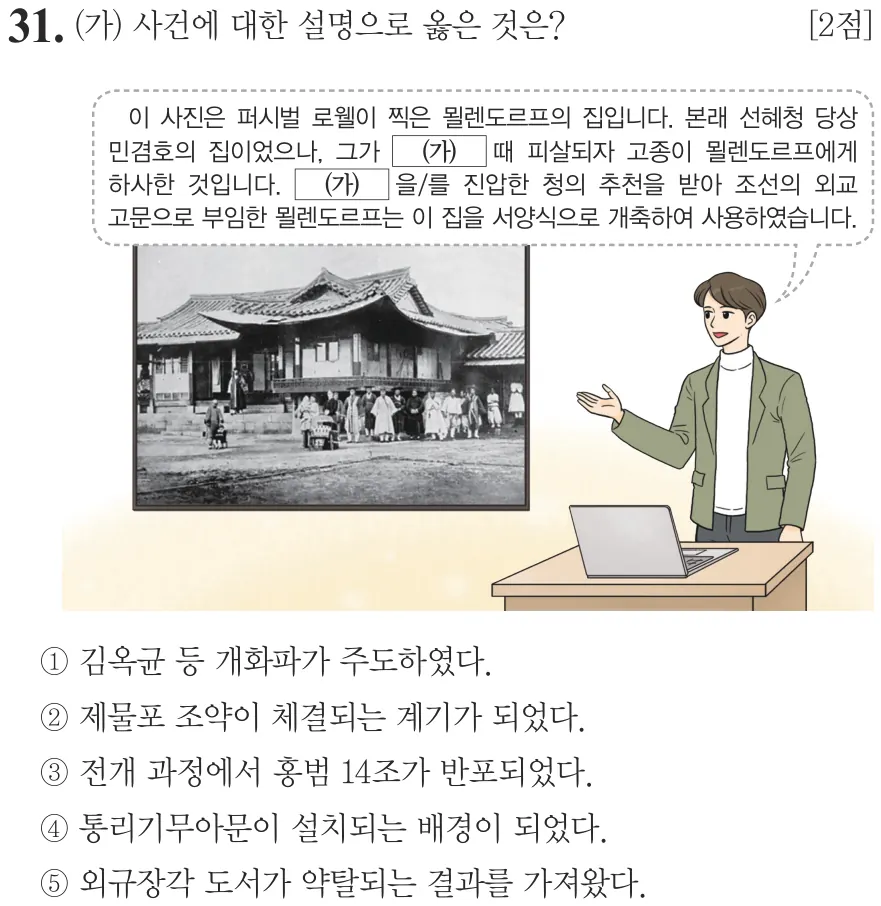 31. (가) 사건에 대한 설명으로 옳은 것은? [2점]
이 사진은 퍼시벌 로웰이 찍은 묄렌도르프의 집입니다. 본래 선혜청 당상
민겸호의 집이었으나, 그가 (가) 때 피살되자 고종이 묄렌도르프에게
하사한 것입니다. (가) 을/를 진압한 청의 추천을 받아 조선의 외교
고문으로 부임한 묄렌도르프는 이 집을 서양식으로 개축하여 사용하였습니다.
① 김옥균 등 개화파가 주도하였다.
② 제물포 조약이 체결되는 계기가 되었다.
③ 전개 과정에서 홍범 14조가 반포되었다.
④ 통리기무아문이 설치되는 배경이 되었다.
⑤ 외규장각 도서가 약탈되는 결과를 가져왔다.